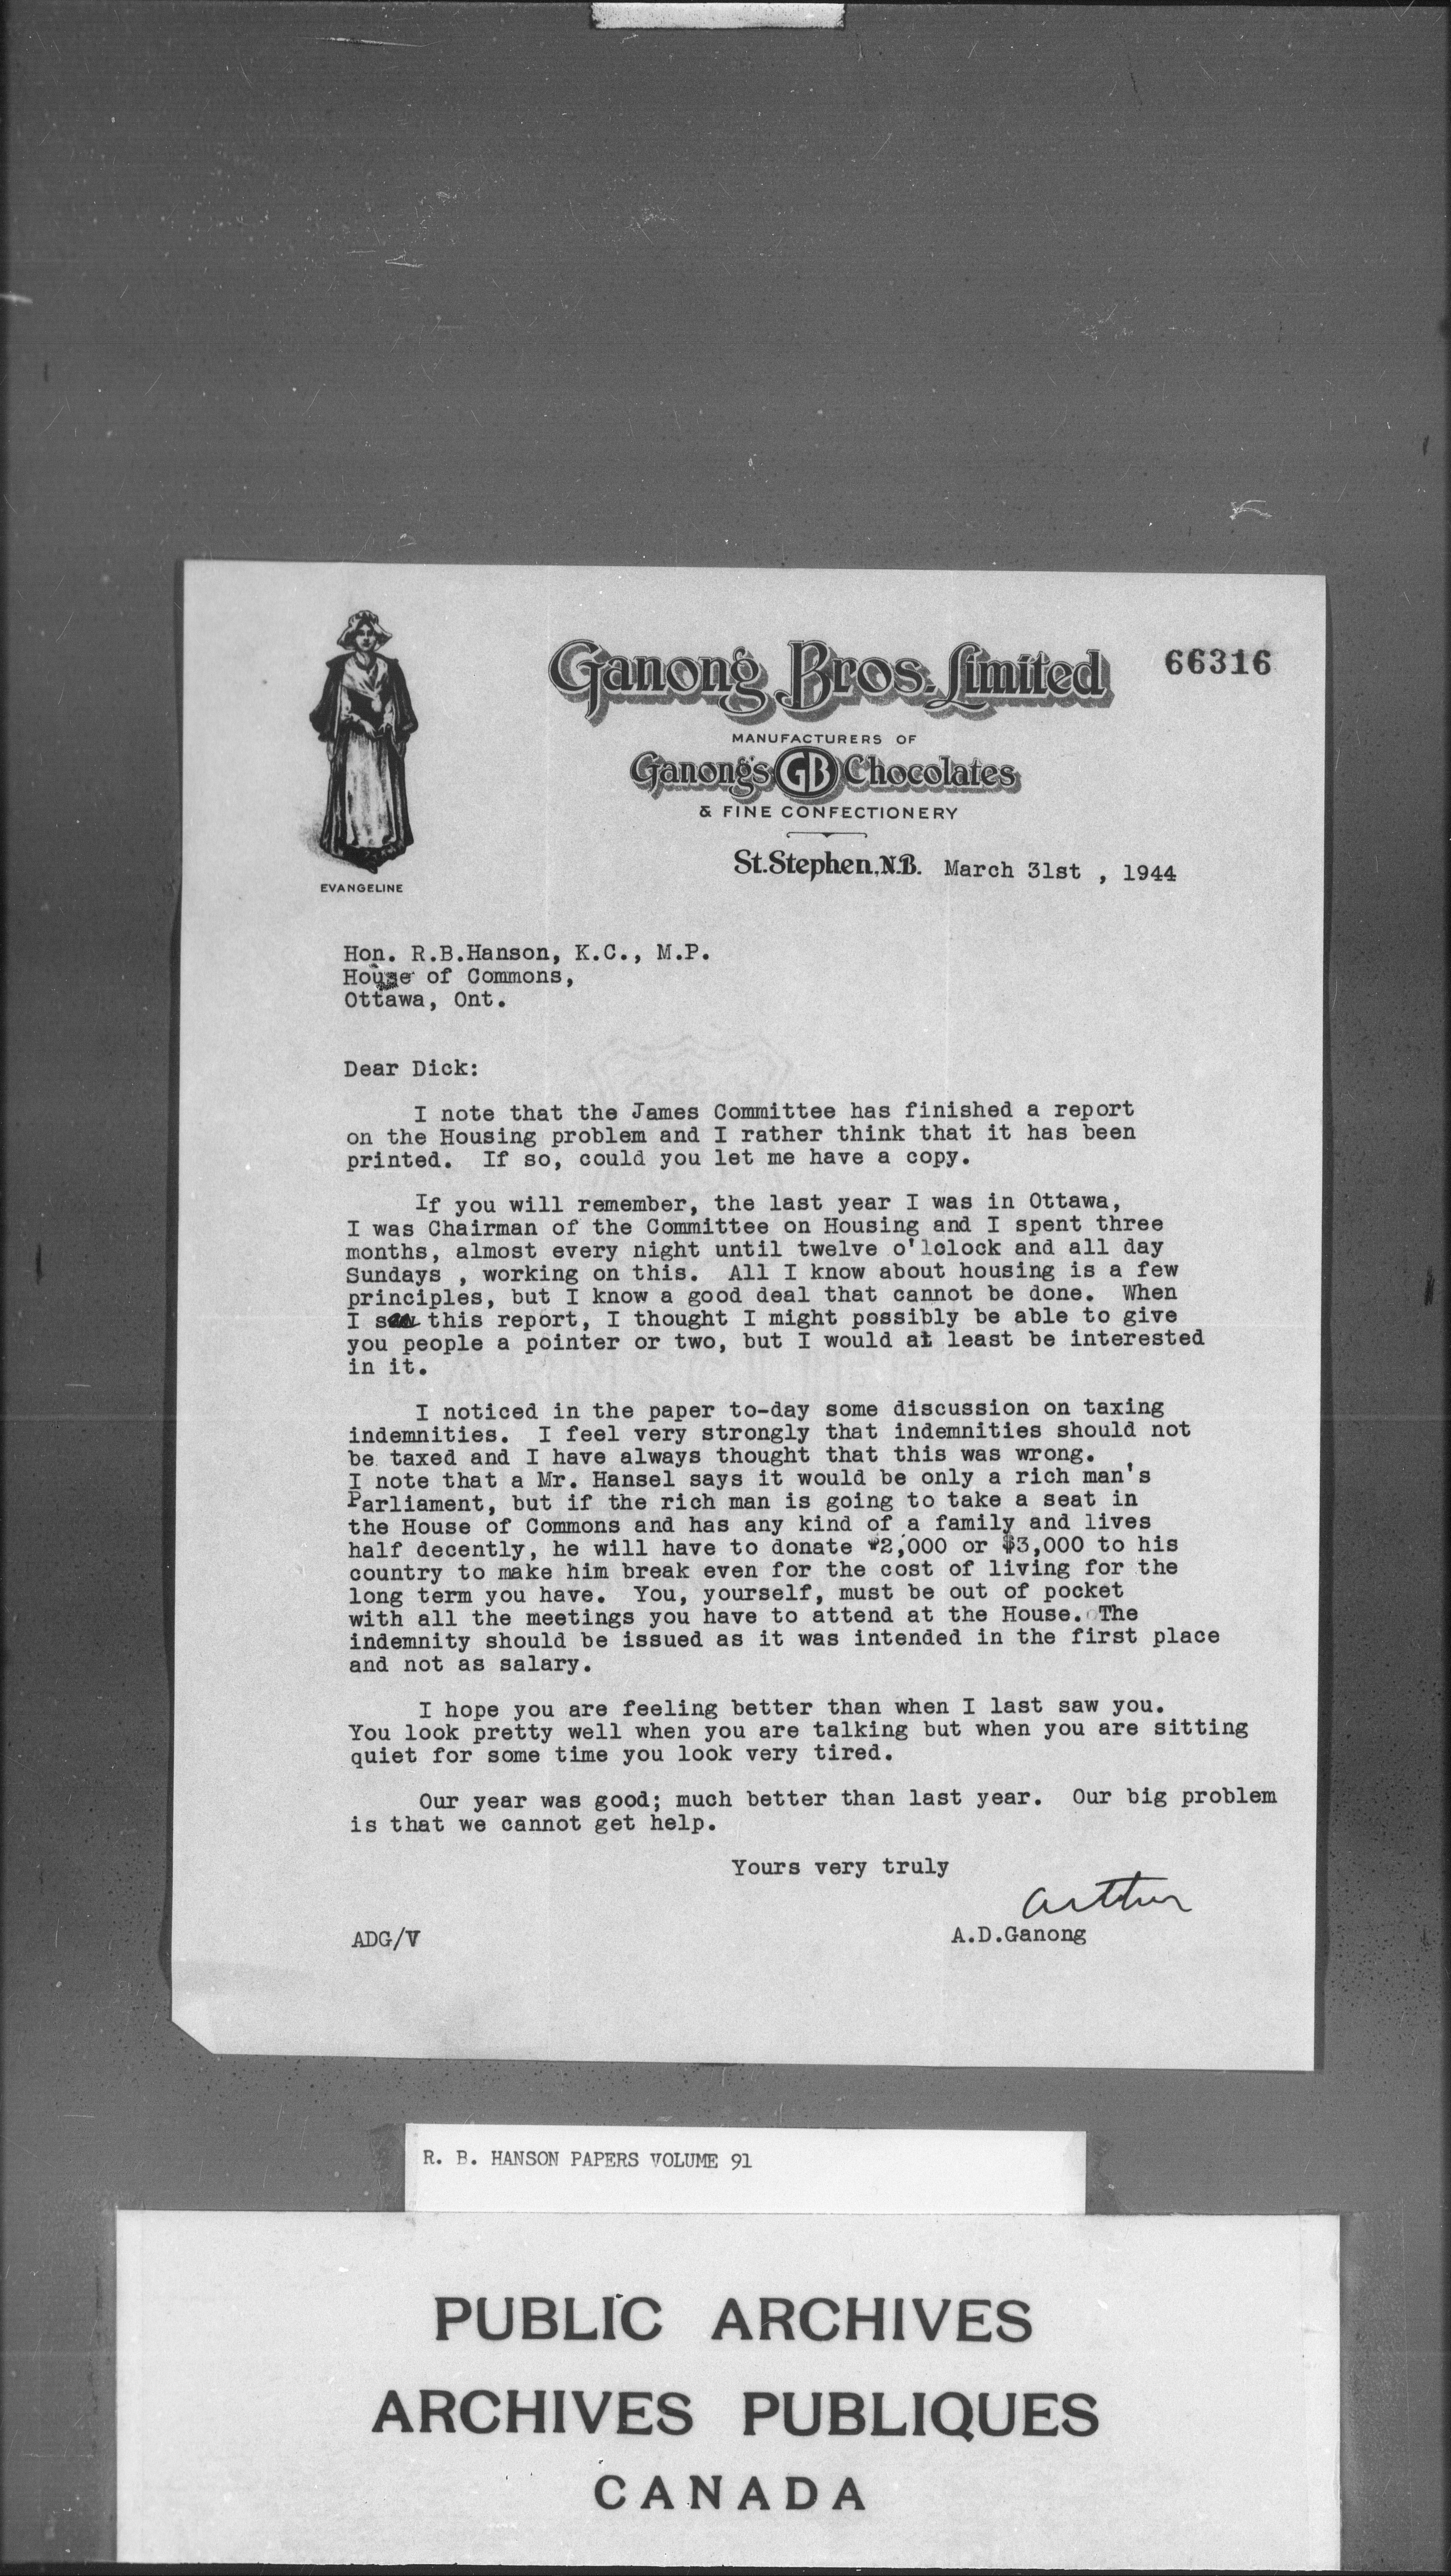 Ganong Bros. Limited
66316
MANUFACTURERS OF
Ganong's GB Chocolates
& FINE CONFECTIONERY
EVANGELINE
St. Stephen, N.B. March 31st , 1944
Hon. R.B.Hanson, K.C., M.P.
House of Commons,
Ottawa, Ont.
Dear Dick:
I note that the James Committee has finished a report
on the Housing problem and I rather think that it has been
printed. If so, could you let me have a copy.
If you will remember, the last year I was in Ottawa,
I was Chairman of the Committee on Housing and I spent three
months, almost every night until twelve o'lclock and all day
Sundays , working on this. All I know about housing is a few
principles, but I know a good deal that cannot be done. When
I this report, I thought I might possibly be able to give
you people a pointer or two, but I would at least be interested
in it.
I noticed in the paper to-day some discussion on taxing
indemnities. I feel very strongly that indemnities should not
be taxed and I have always thought that this was wrong.
I note that a Mr. Hansel says it would be only a rich man's
Parliament, but if the rich man is going to take a seat in
the House of Commons and has any kind of a family and lives
half decently, he will have to donate $2,000 or $3,000 to his
country to make him break even for the cost of living for the
long term you have. You, yourself, must be out of pocket
with all the meetings you have to attend at the House. The
indemnity should be issued as it was intended in the first place
and not as salary.
I hope you are feeling better than when I last saw you.
You look pretty well when you are talking but when you are sitting
quiet for some time you look very tired.
Our year was good; much better than last year. Our big problem
is that we cannot get help.
Yours very truly
Arthur
ADG/V
A.D.Ganong
R. B. HANSON PAPERS VOLUME 91
PUBLIC ARCHIVES
ARCHIVES PUBLIQUES
CANADA